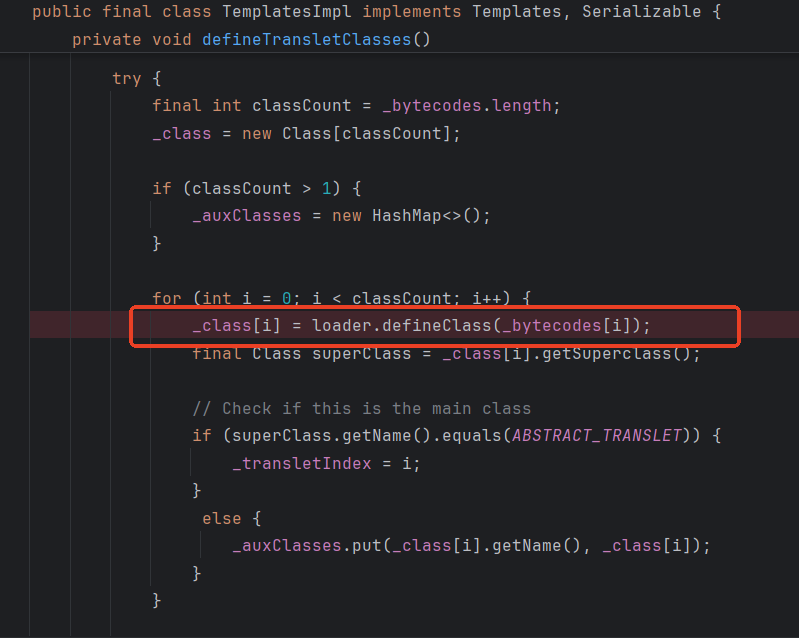 public final class TemplatesImpl implements Templates, Serializable {
private void defineTransletClasses()
try {
final int classCount = _bytecodes.length;
_class = new Class[classCount];
if (classCount > 1) {
_auxClasses = new HashMap<>();
}
for (int i = 0; i < classCount; i++) {
_class[i] = loader.defineClass(_bytecodes[i]);
final Class superClass = _class[i].getSuperclass();
// Check if this is the main class
if (superClass.getName().equals(ABSTRACT_TRANSLET)) {
_transletIndex = i;
}
else {
_auxClasses.put(_class[i].getName(), _class[i]);
}
}